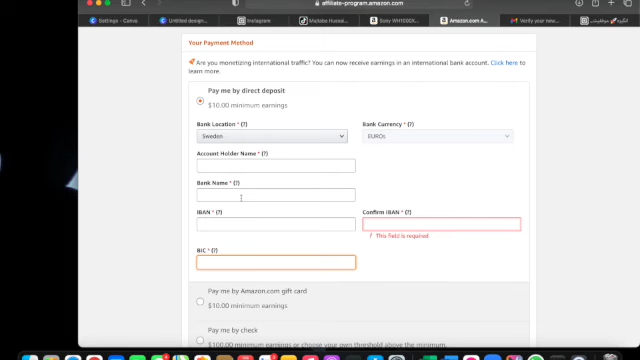 affiliate-program.amazon.com
Settings - Canva
Untitled design...
Instagram
Mujtaba Hussai...
Sony WH1000X...
Amazon.com A...
Verify your new...
Your Payment Method
Are you monetizing international traffic? You can now receive earnings in an international bank account. Click here to
learn more.
Pay me by direct deposit
$10.00 minimum earnings
Bank Location * (?)
Bank Currency * (?)
Sweden
EUROs
Account Holder Name * (?)
Bank Name * (?)
IBAN * (?)
Confirm IBAN * (?)
! This field is required.
BIC * (?)
Pay me by Amazon.com gift card
$10.00 minimum earnings
Pay me by check
$100.00 minimum earnings or choose your own threshold above the minimum.